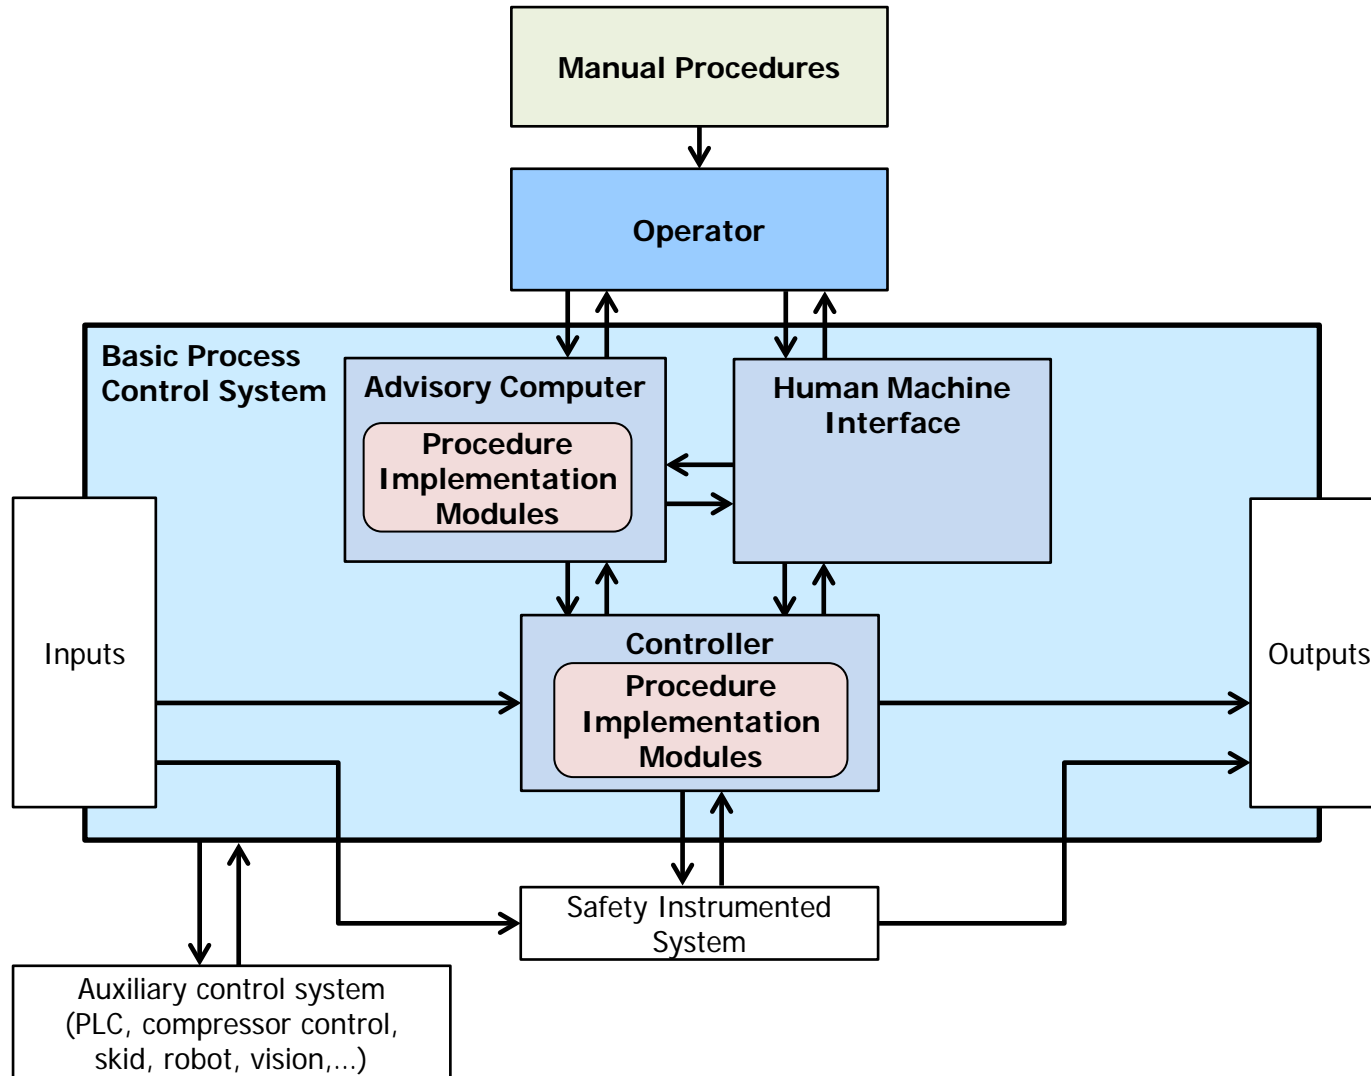 Manual Procedures
Operator
Basic Process
Control System
Advisory Computer
Procedure
Implementation
Modules
Human Machine
Interface
Inputs
Controller
Procedure
Implementation
Modules
Outputs
Safety Instrumented
System
Auxiliary control system
(PLC, compressor control,
skid, robot, vision,...)